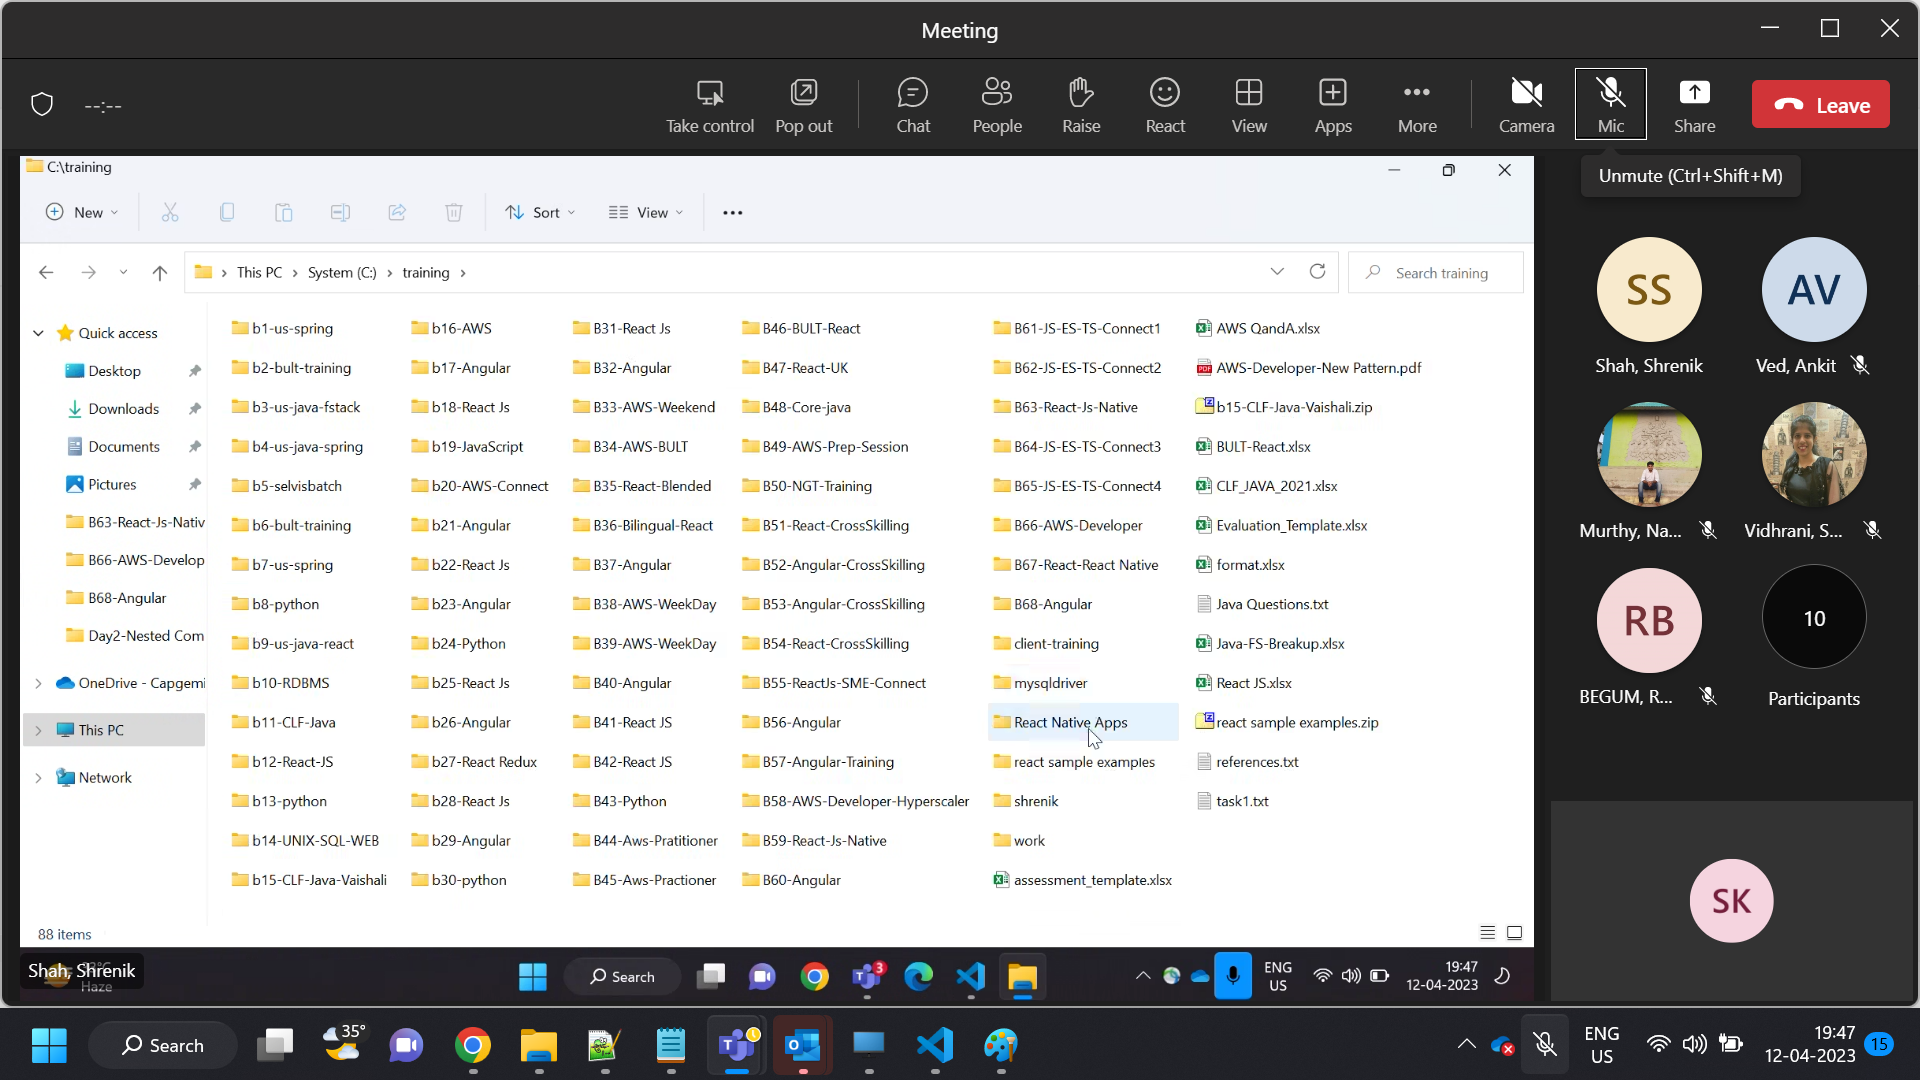 Meeting
--:--
Take control
Pop out
Chat
People
Raise
React
View
Apps
More
Camera
Mic
Share
Leave
Unmute (Ctrl+Shift+M)
C:\training
New
Sort
View
This PC > System (C:) > training >
Search training
Quick access
Desktop
Downloads
Documents
Pictures
B63-React-Js-Nativ
B66-AWS-Develop
B68-Angular
Day2-Nested Com
OneDrive - Capgemi
This PC
Network
b1-us-spring
b2-bult-training
b3-us-java-fstack
b4-us-java-spring
b5-selvisbatch
b6-bult-training
b7-us-spring
b8-python
b9-us-java-react
b10-RDBMS
b11-CLF-Java
b12-React-JS
b13-python
b14-UNIX-SQL-WEB
b15-CLF-Java-Vaishali
b16-AWS
b17-Angular
b18-React Js
b19-JavaScript
b20-AWS-Connect
b21-Angular
b22-React Js
b23-Angular
b24-Python
b25-React Js
b26-Angular
b27-React Redux
b28-React Js
b29-Angular
b30-python
B31-React Js
B32-Angular
B33-AWS-Weekend
B34-AWS-BULT
B35-React-Blended
B36-Bilingual-React
B37-Angular
B38-AWS-WeekDay
B39-AWS-WeekDay
B40-Angular
B41-React JS
B42-React JS
B43-Python
B44-Aws-Pratitioner
B45-Aws-Practioner
B46-BULT-React
B47-React-UK
B48-Core-java
B49-AWS-Prep-Session
B50-NGT-Training
B51-React-CrossSkilling
B52-Angular-CrossSkilling
B53-Angular-CrossSkilling
B54-React-CrossSkilling
B55-ReactJs-SME-Connect
B56-Angular
B57-Angular-Training
B58-AWS-Developer-Hyperscaler
B59-React-Js-Native
B60-Angular
B61-JS-ES-TS-Connect1
B62-JS-ES-TS-Connect2
B63-React-Js-Native
B64-JS-ES-TS-Connect3
B65-JS-ES-TS-Connect4
B66-AWS-Developer
B67-React-React Native
B68-Angular
client-training
mysqldriver
React Native Apps
react sample examples
shrenik
work
assessment_template.xlsx
AWS QandA.xlsx
AWS-Developer-New Pattern.pdf
b15-CLF-Java-Vaishali.zip
BULT-React.xlsx
CLF_JAVA_2021.xlsx
Evaluation_Template.xlsx
format.xlsx
Java Questions.txt
Java-FS-Breakup.xlsx
React JS.xlsx
react sample examples.zip
references.txt
task1.txt
88 items
SS
Shah, Shrenik
AV
Ved, Ankit
Murthy, Na...
Vidhrani, S...
RB
BEGUM, R...
10
Participants
SK
Shah, Shrenik
Haze
Search
3
ENG
US
19:47
12-04-2023
Search
35°
ENG
US
19:47
12-04-2023
15